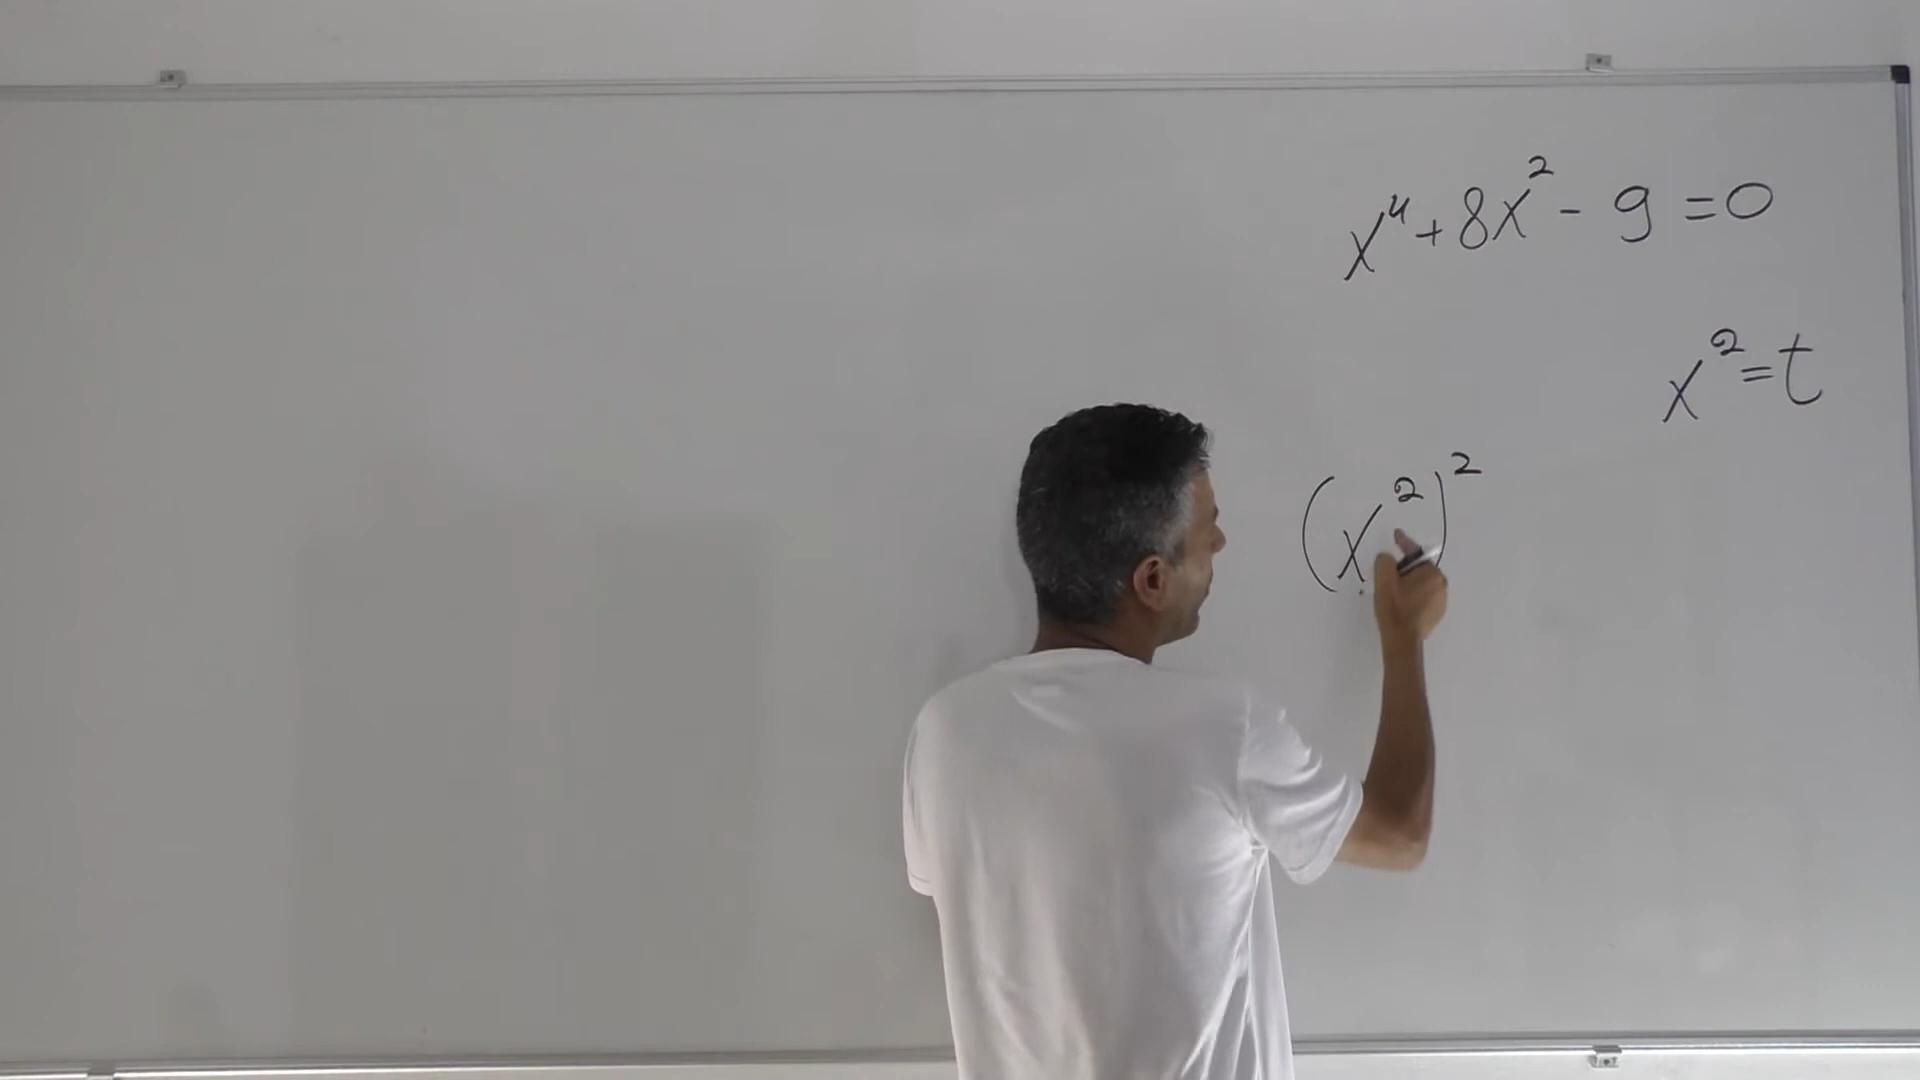 x⁴ + 8x² - 9 = 0
x² = t
(x²)²